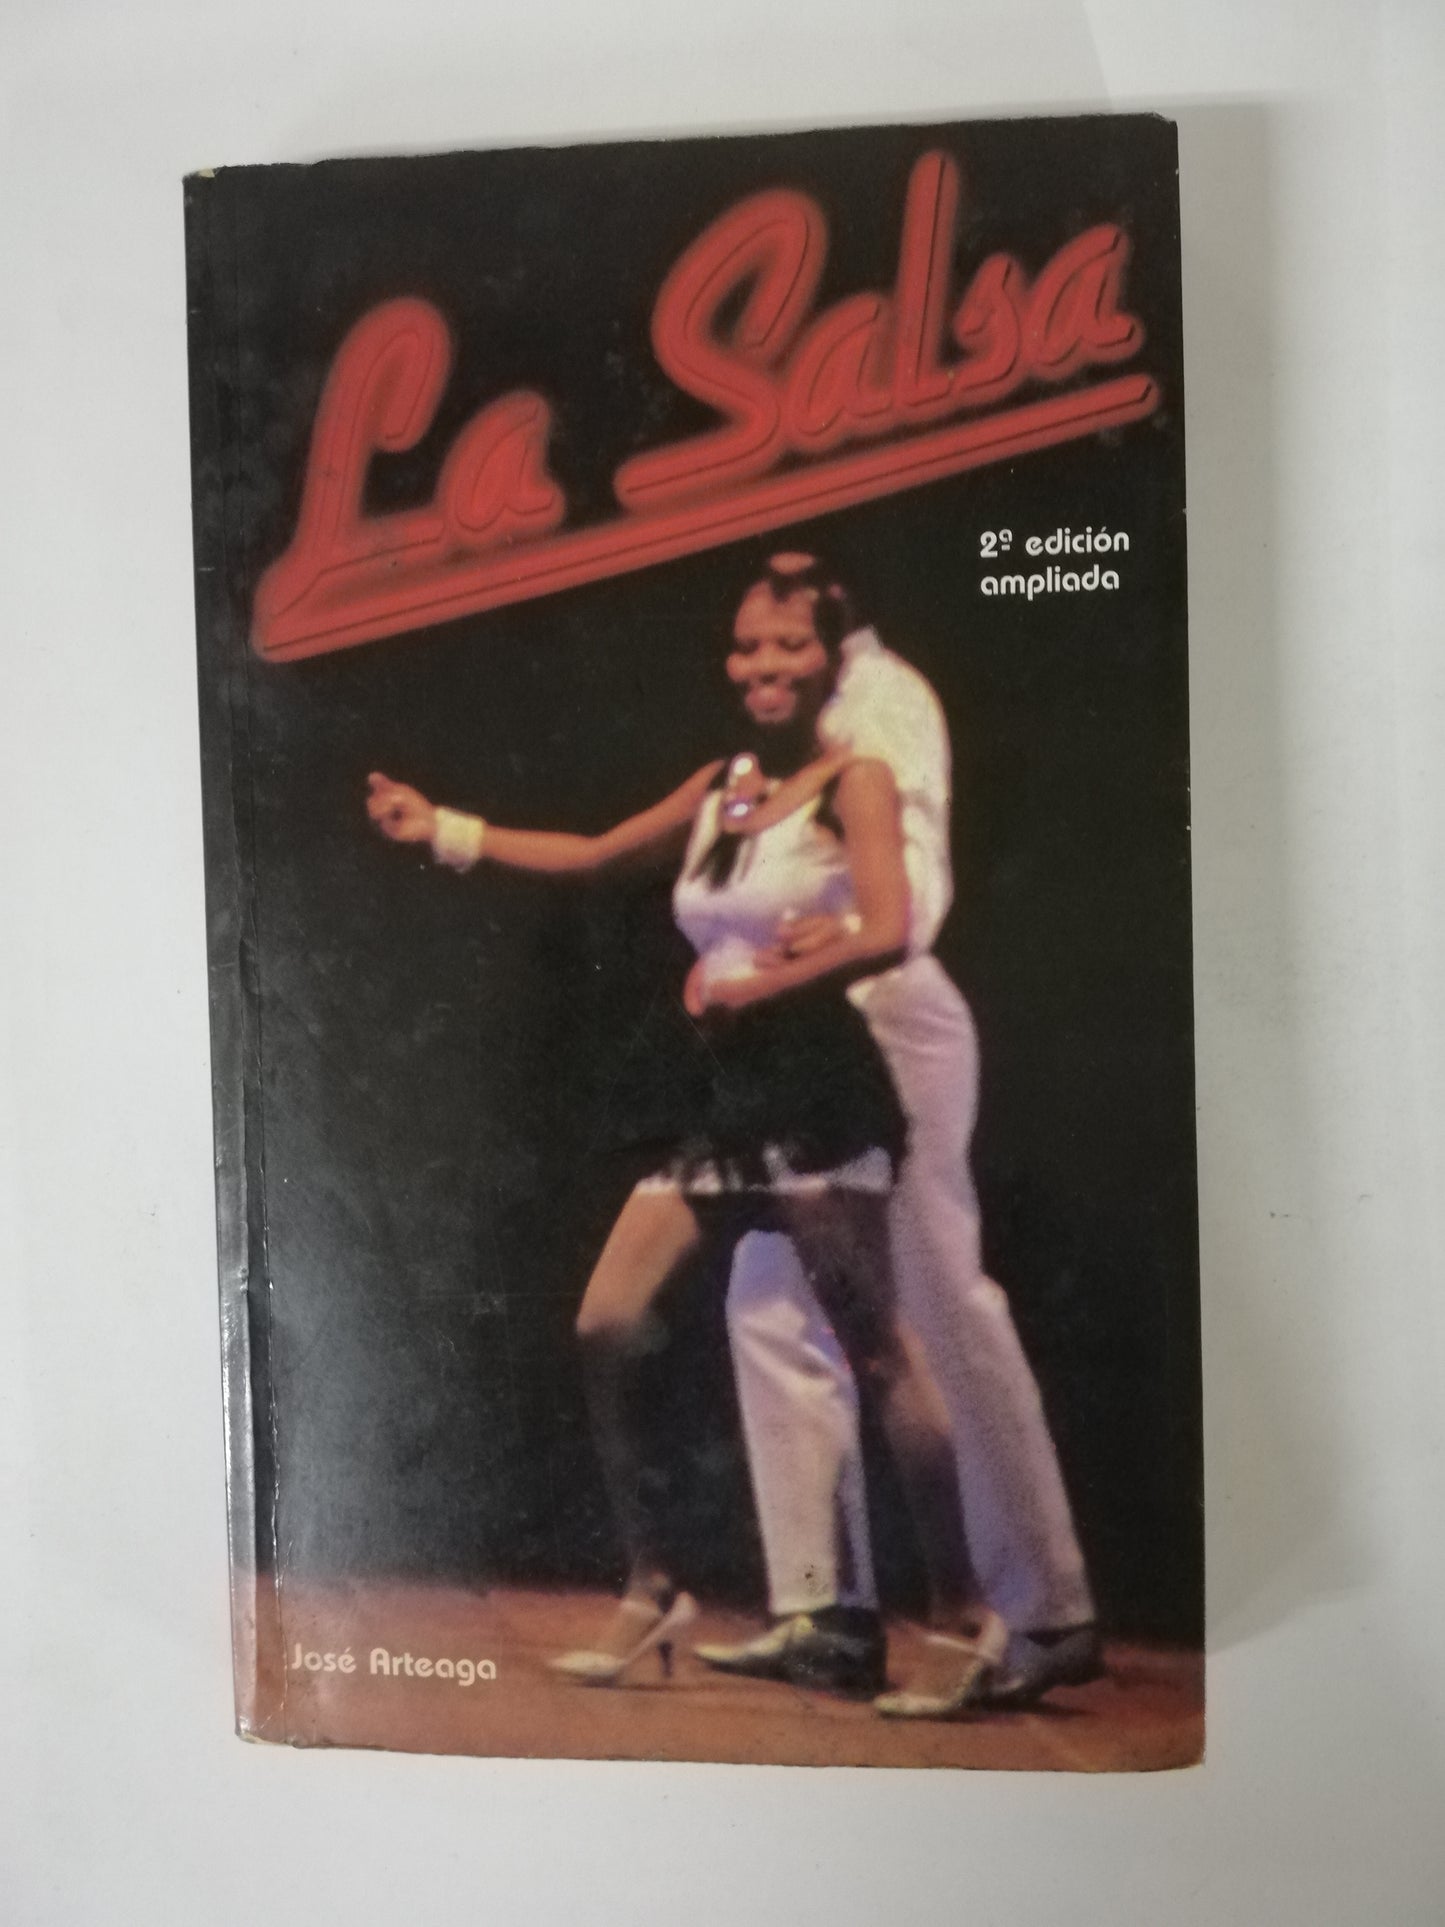 La Salsa
2ª edición
ampliada
José Arteaga